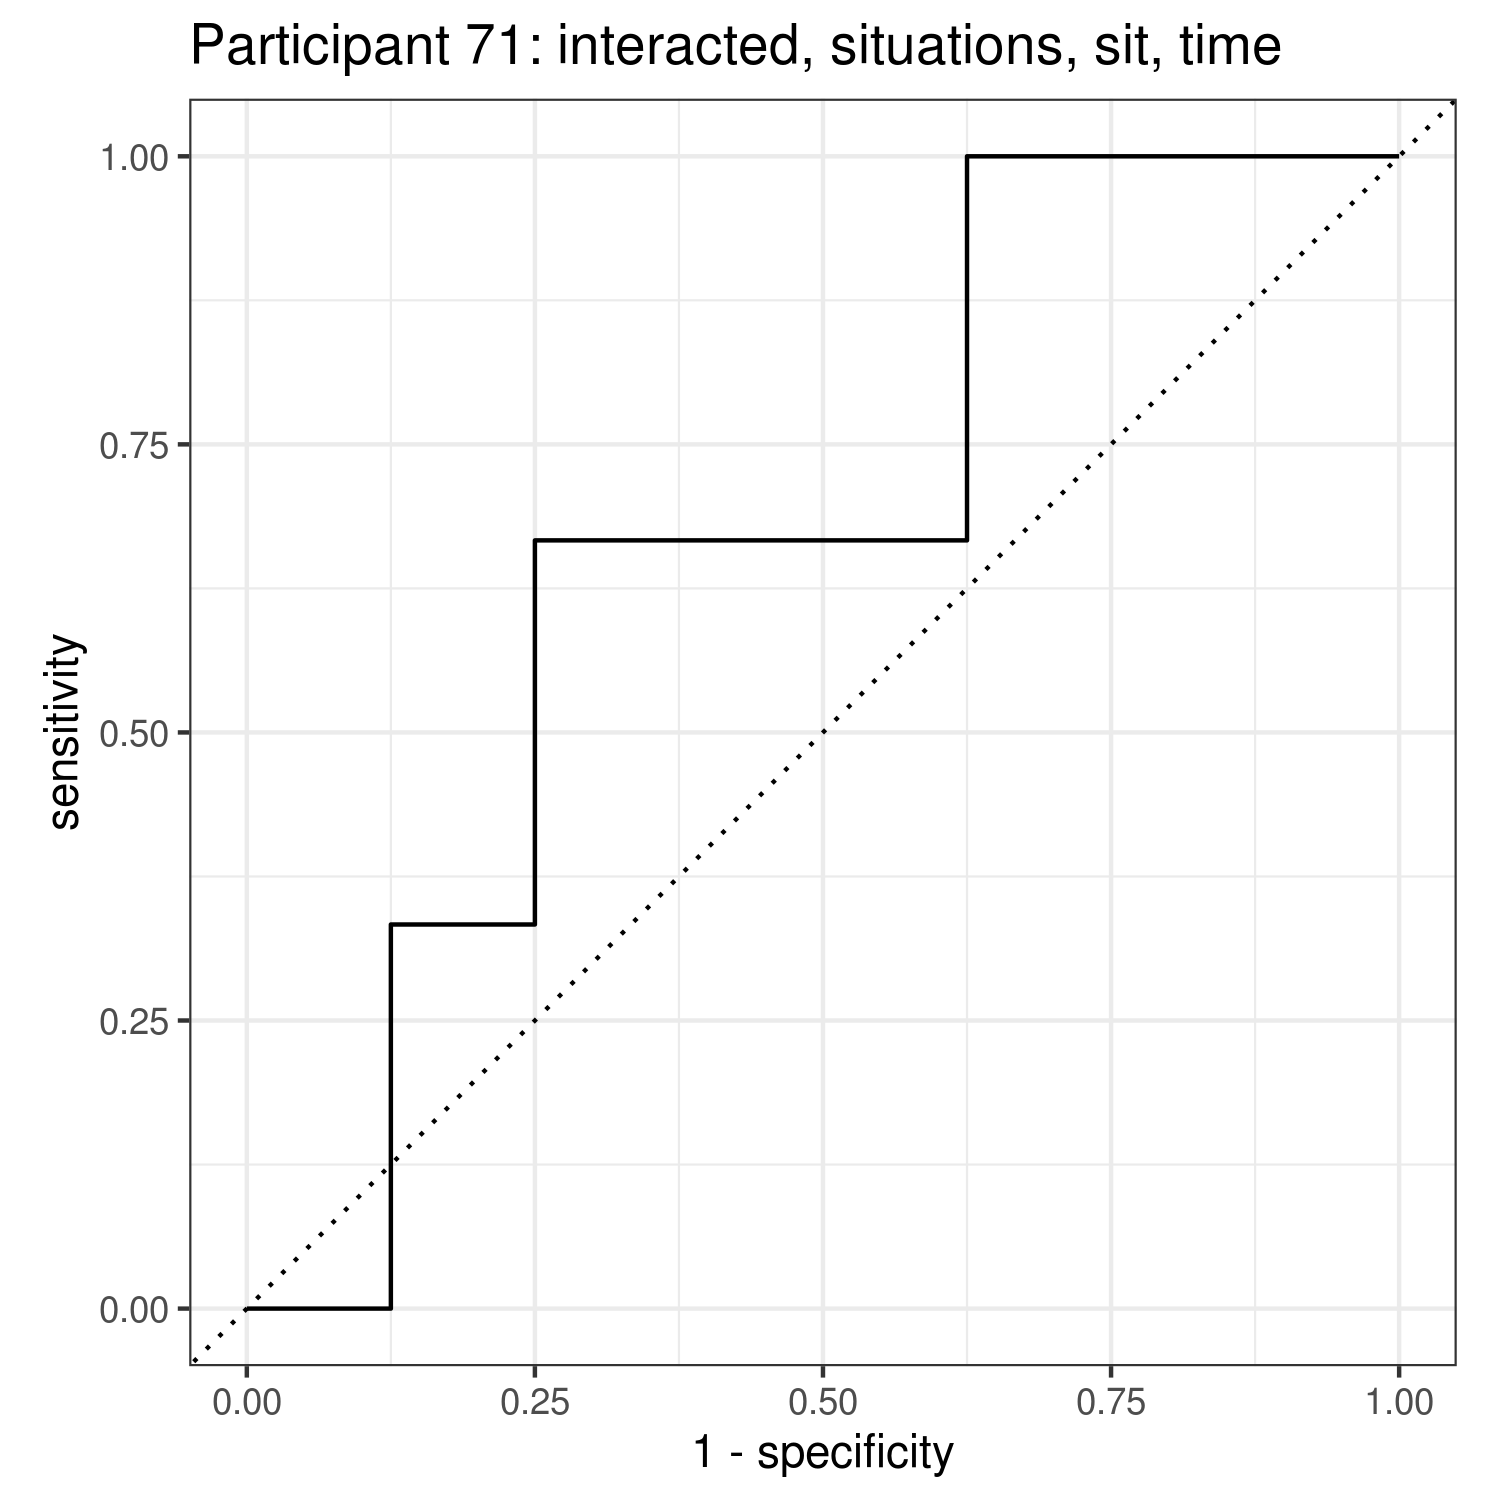 Participant 71: interacted, situations, sit, time
sensitivity
1.00
0.75
0.50
0.25
0.00
0.00 0.25 0.50 0.75 1.00
1 - specificity